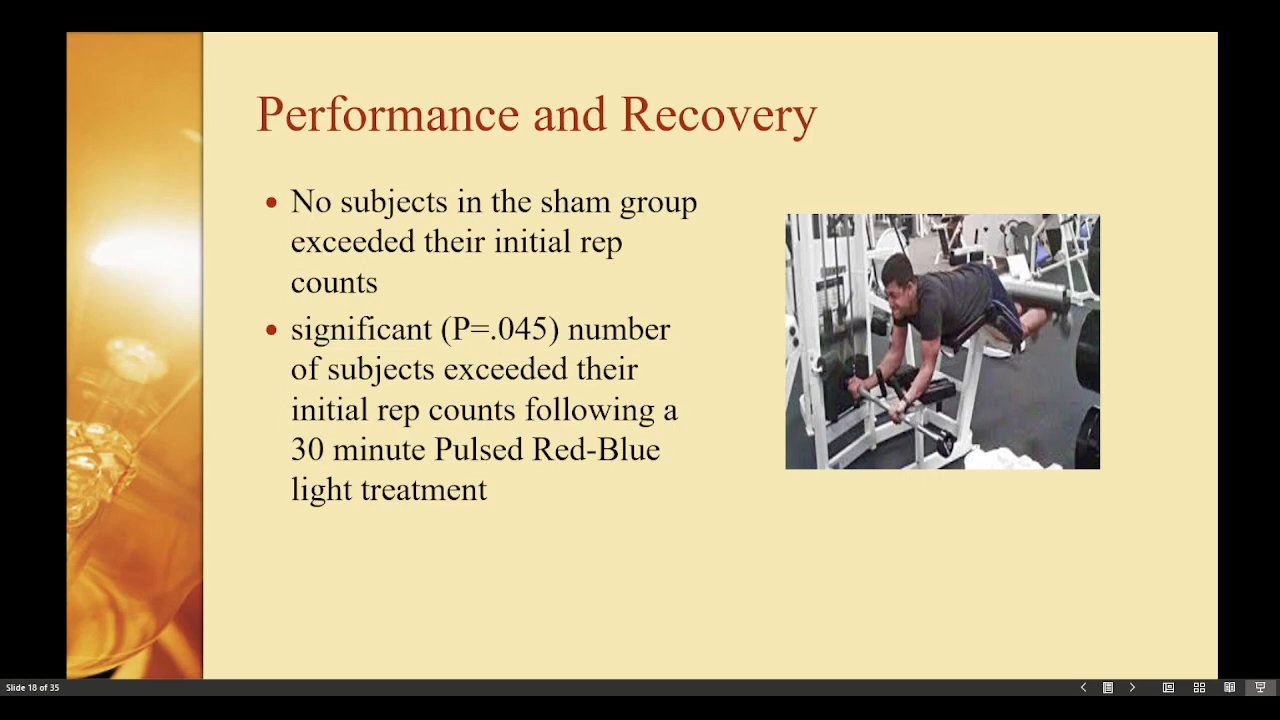 Performance and Recovery
• No subjects in the sham group
exceeded their initial rep
counts
• significant (P=.045) number
of subjects exceeded their
initial rep counts following a
30 minute Pulsed Red-Blue
light treatment
Slide 18 of 35